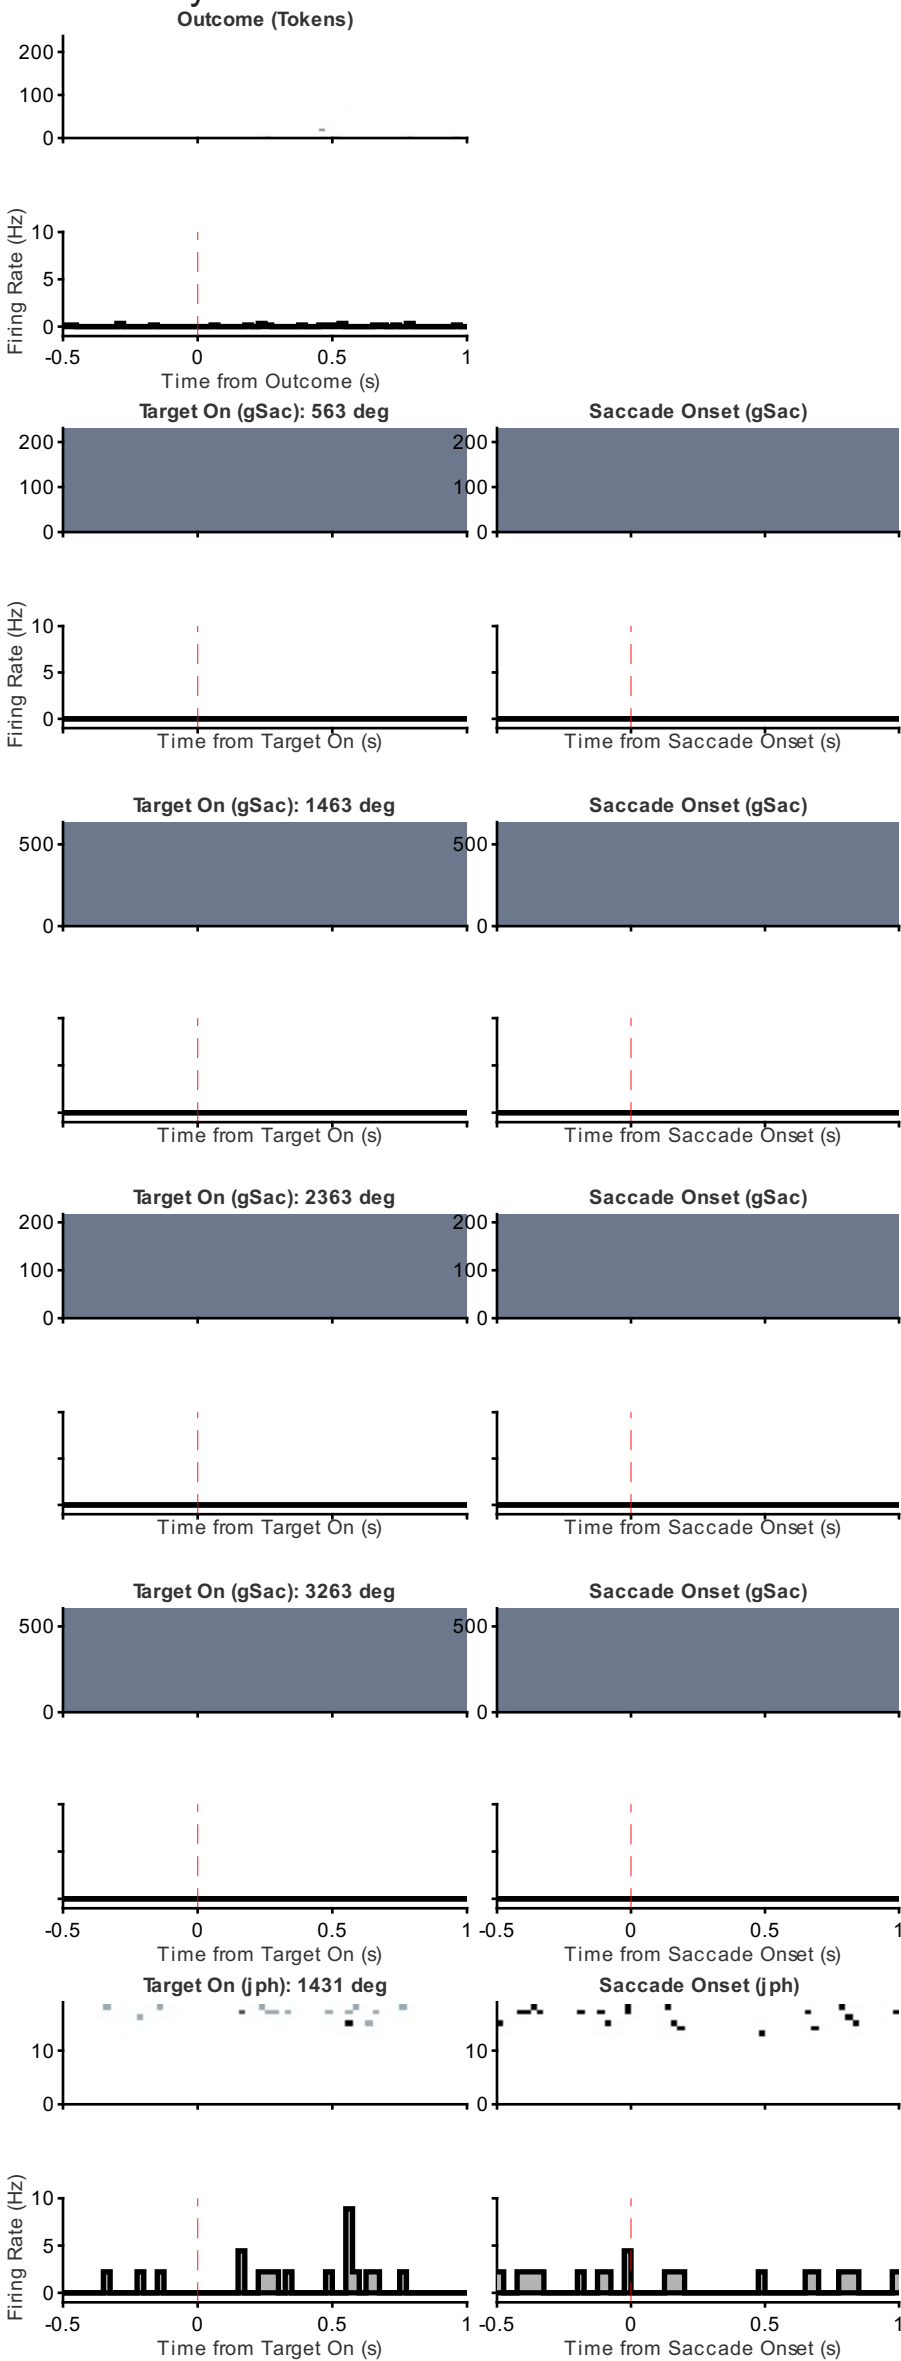 Outcome (Tokens)
200
100
0
Firing Rate (Hz)
10
5
0
-0.5 0 0.5 1
Time from Outcome (s)
Target On (gSac): 563 deg Saccade Onset (gSac)
200 200
100 100
0 0
Firing Rate (Hz)
10
5
0
Time from Target On (s) Time from Saccade Onset (s)
Target On (gSac): 1463 deg Saccade Onset (gSac)
500 500
0 0
Time from Target On (s) Time from Saccade Onset (s)
Target On (gSac): 2363 deg Saccade Onset (gSac)
200 200
100 100
0 0
Time from Target On (s) Time from Saccade Onset (s)
Target On (gSac): 3263 deg Saccade Onset (gSac)
500 500
0 0
-0.5 0 0.5 1 -0.5 0 0.5 1
Time from Target On (s) Time from Saccade Onset (s)
Target On (jph): 1431 deg Saccade Onset (jph)
10 10
0 0
Firing Rate (Hz)
10
5
0
-0.5 0 0.5 1 -0.5 0 0.5 1
Time from Target On (s) Time from Saccade Onset (s)